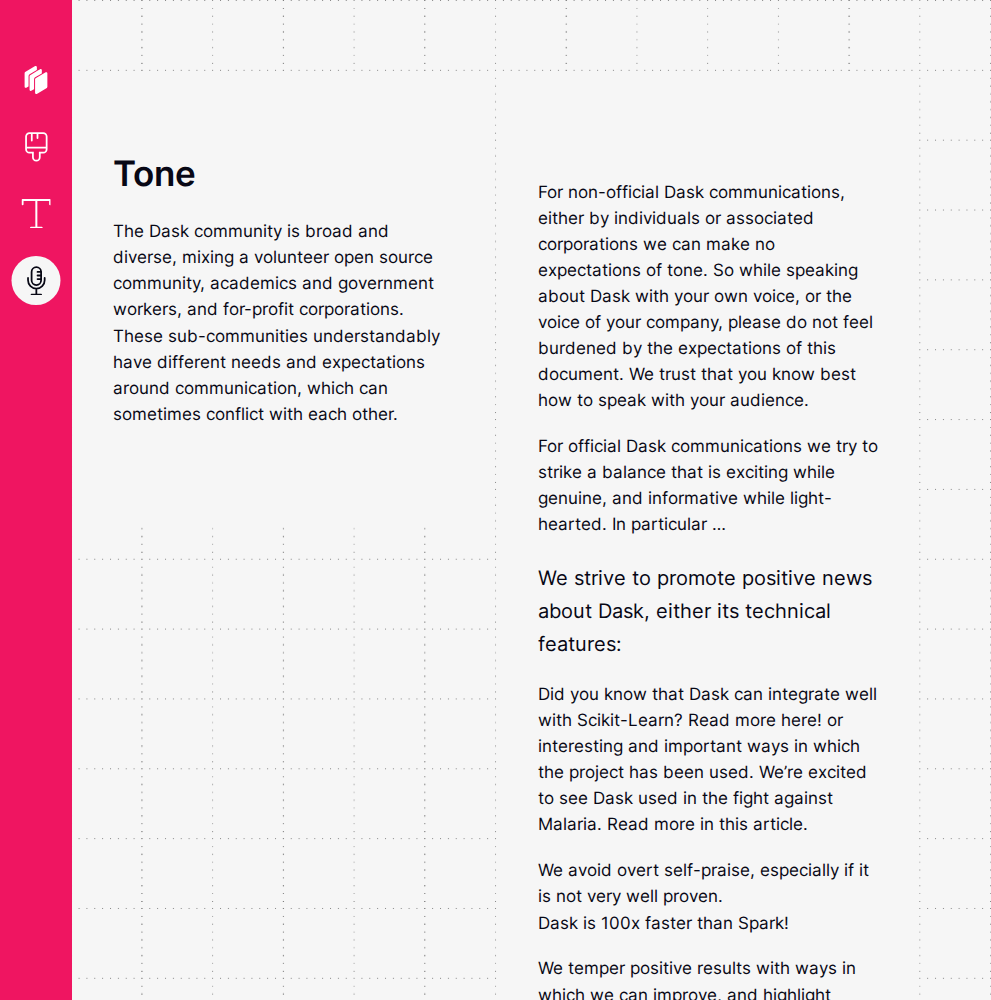 Tone
The Dask community is broad and
diverse, mixing a volunteer open source
community, academics and government
workers, and for-profit corporations.
These sub-communities understandably
have different needs and expectations
around communication, which can
sometimes conflict with each other.
For non-official Dask communications,
either by individuals or associated
corporations we can make no
expectations of tone. So while speaking
about Dask with your own voice, or the
voice of your company, please do not feel
burdened by the expectations of this
document. We trust that you know best
how to speak with your audience.
For official Dask communications we try to
strike a balance that is exciting while
genuine, and informative while light-
hearted. In particular ...
We strive to promote positive news
about Dask, either its technical
features:
Did you know that Dask can integrate well
with Scikit-Learn? Read more here! or
interesting and important ways in which
the project has been used. We’re excited
to see Dask used in the fight against
Malaria. Read more in this article.
We avoid overt self-praise, especially if it
is not very well proven.
Dask is 100x faster than Spark!
We temper positive results with ways in
which we can improve, and highlight